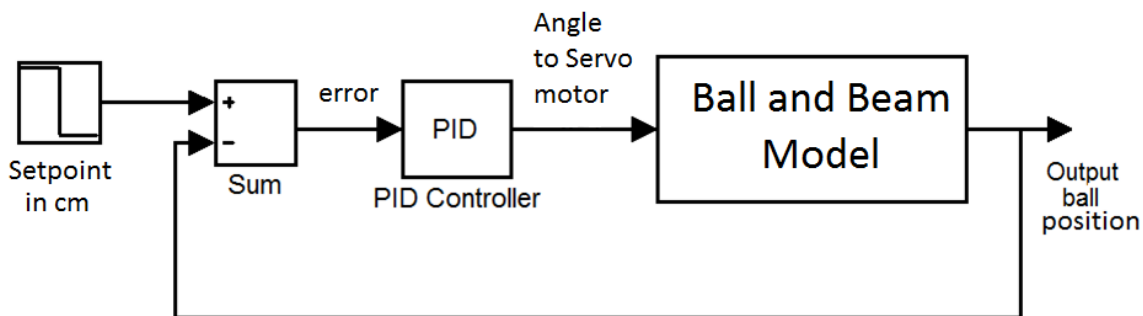 Setpoint
in cm
+
-
Sum
error
PID
PID Controller
Angle
to Servo
motor
Ball and Beam
Model
Output
ball
position